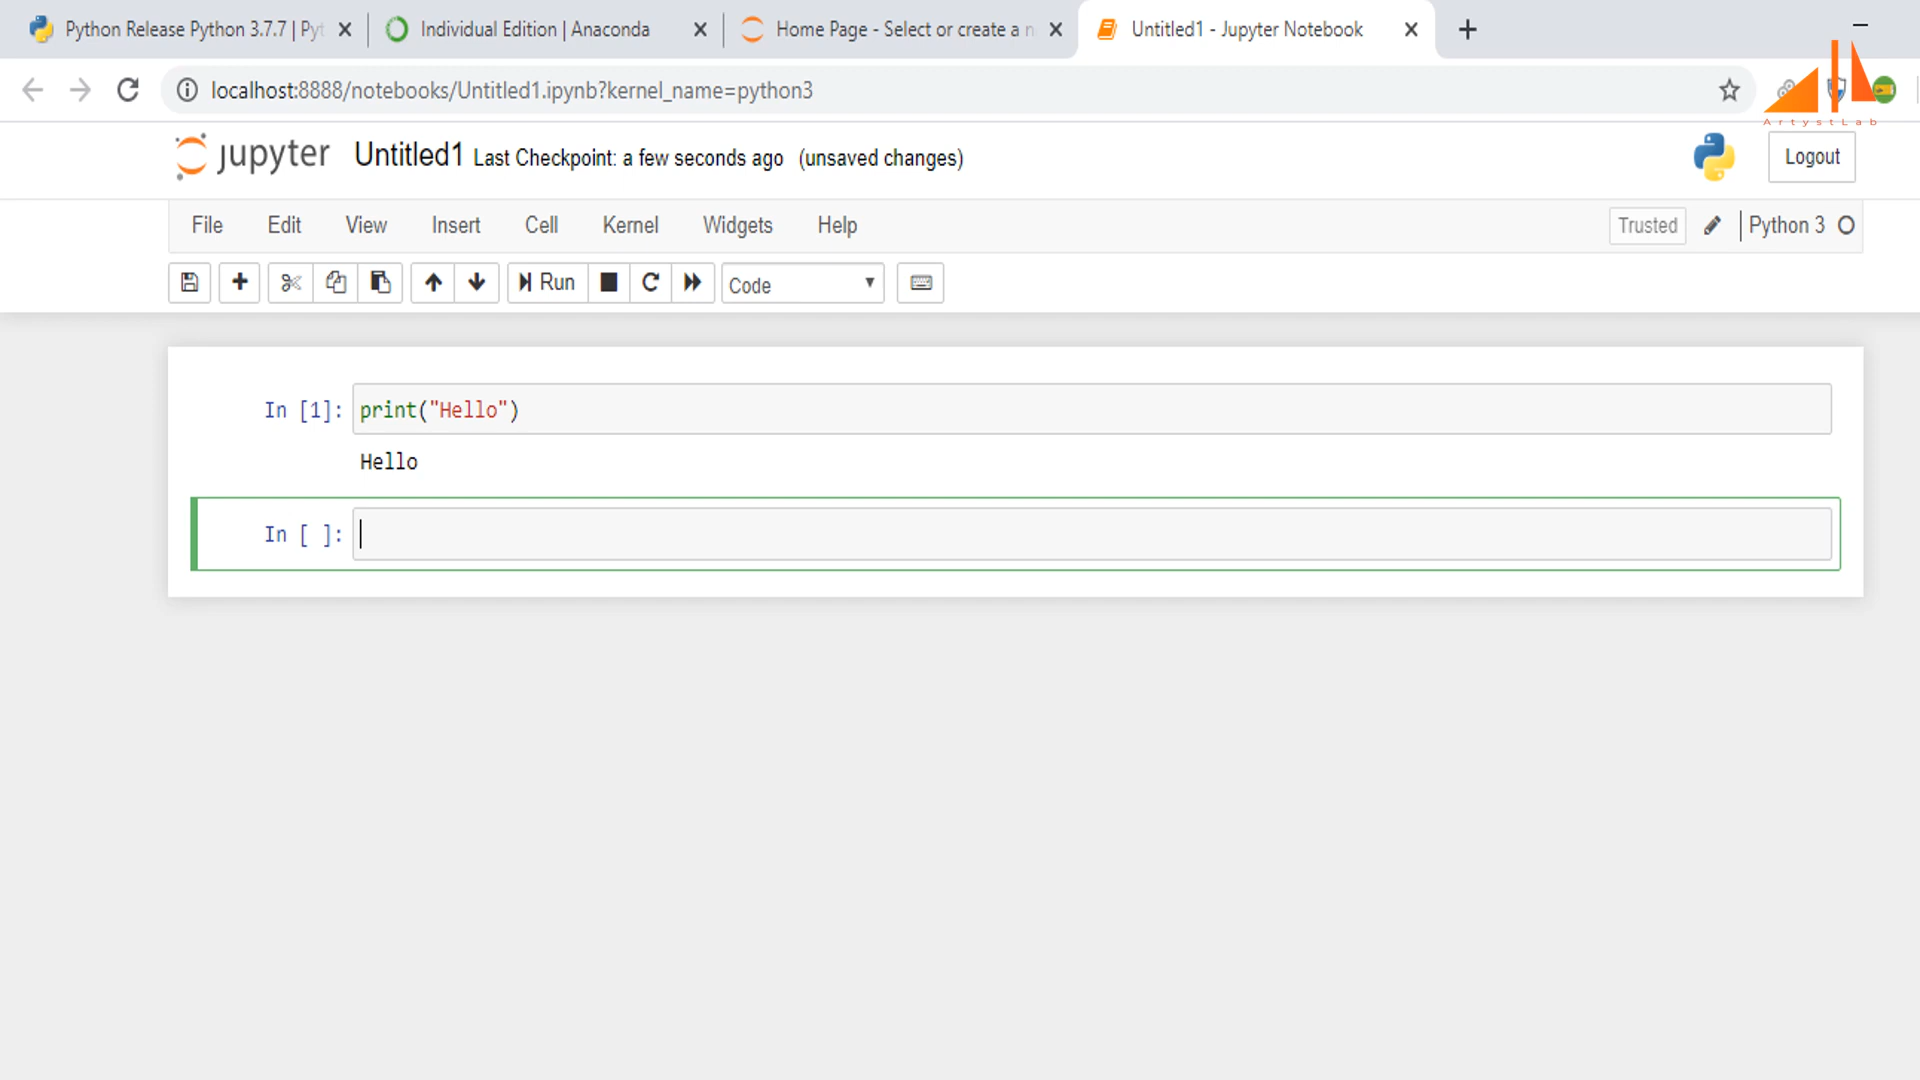 Python Release Python 3.7.7 | Pyt
Individual Edition | Anaconda
Home Page - Select or create a n
Untitled1 - Jupyter Notebook
localhost:8888/notebooks/Untitled1.ipynb?kernel_name=python3
ArtystLab
jupyter Untitled1 Last Checkpoint: a few seconds ago (unsaved changes)
Logout
File Edit View Insert Cell Kernel Widgets Help
Trusted
Python 3
Run
Code
In [1]: print("Hello")
Hello
In [ ]: